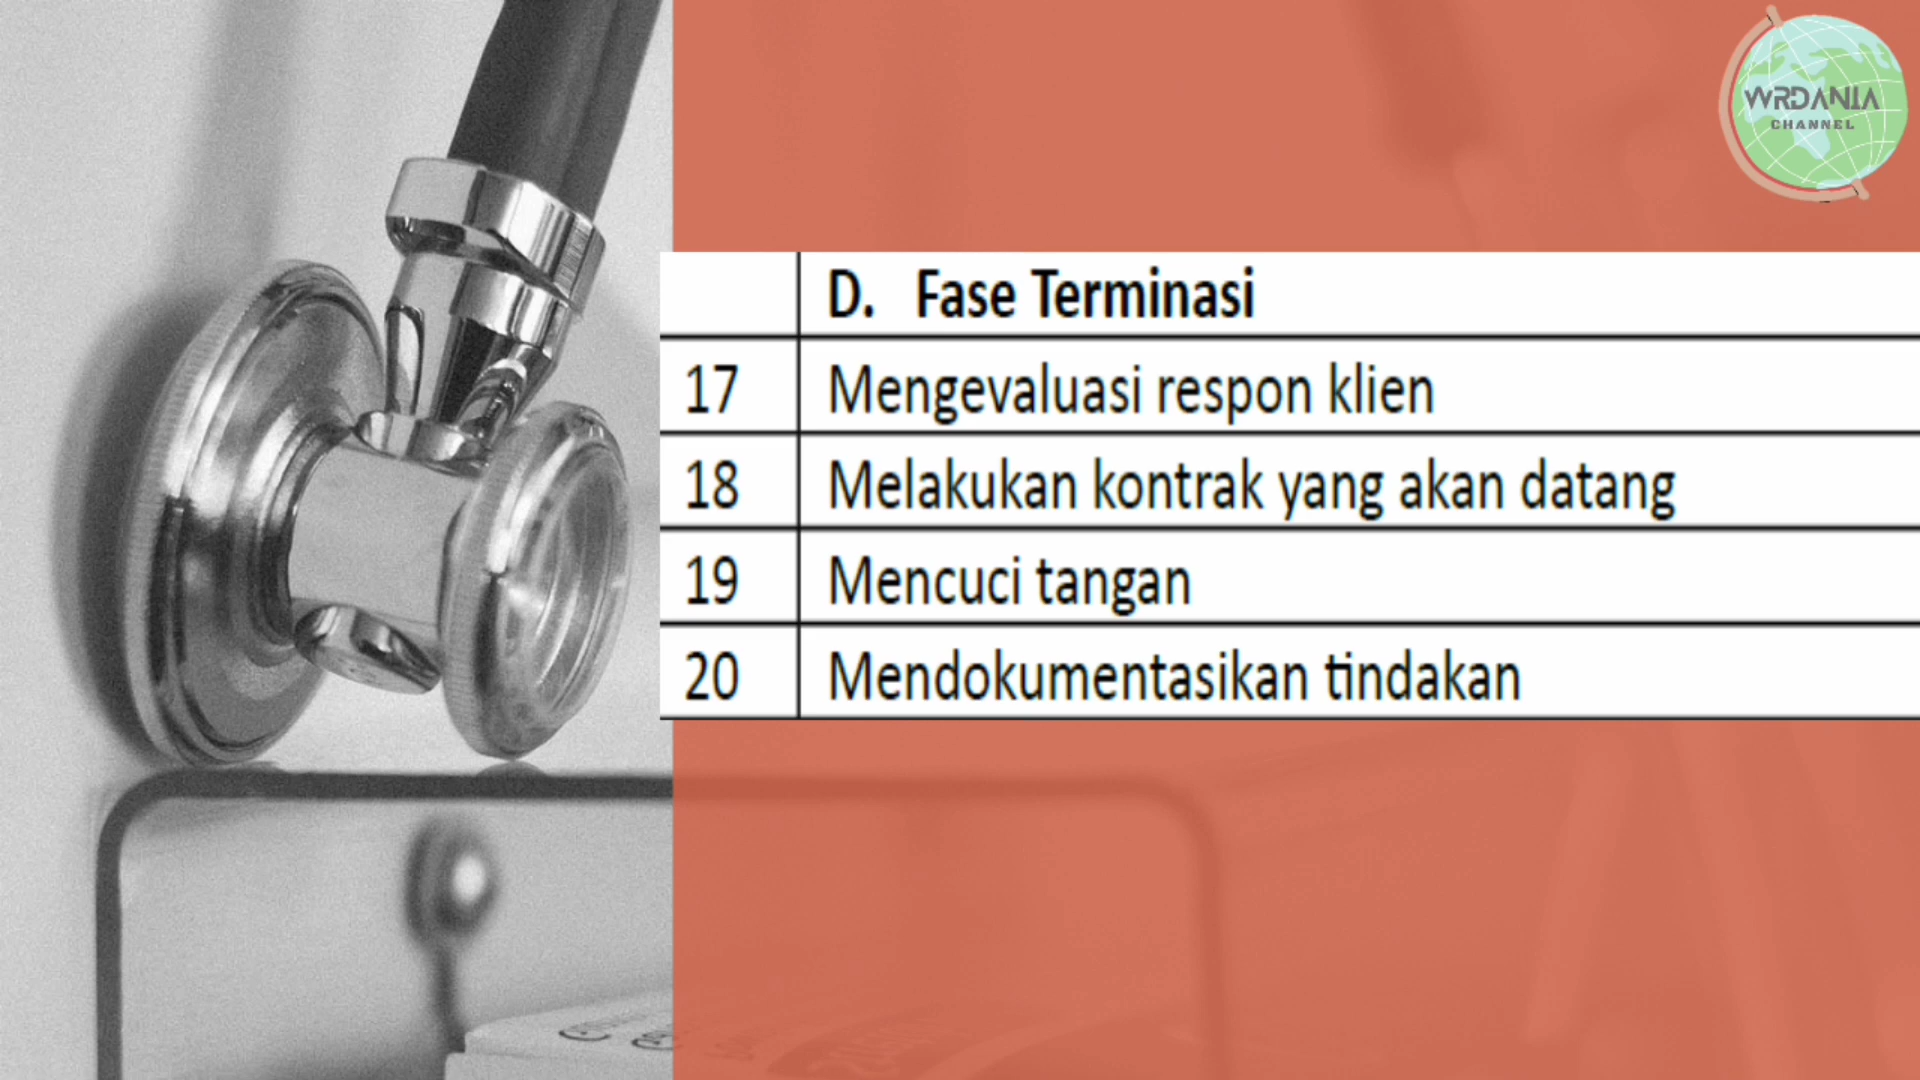 WRDANIA
CHANNEL
D. Fase Terminasi
17 Mengevaluasi respon klien
18 Melakukan kontrak yang akan datang
19 Mencuci tangan
20 Mendokumentasikan tindakan